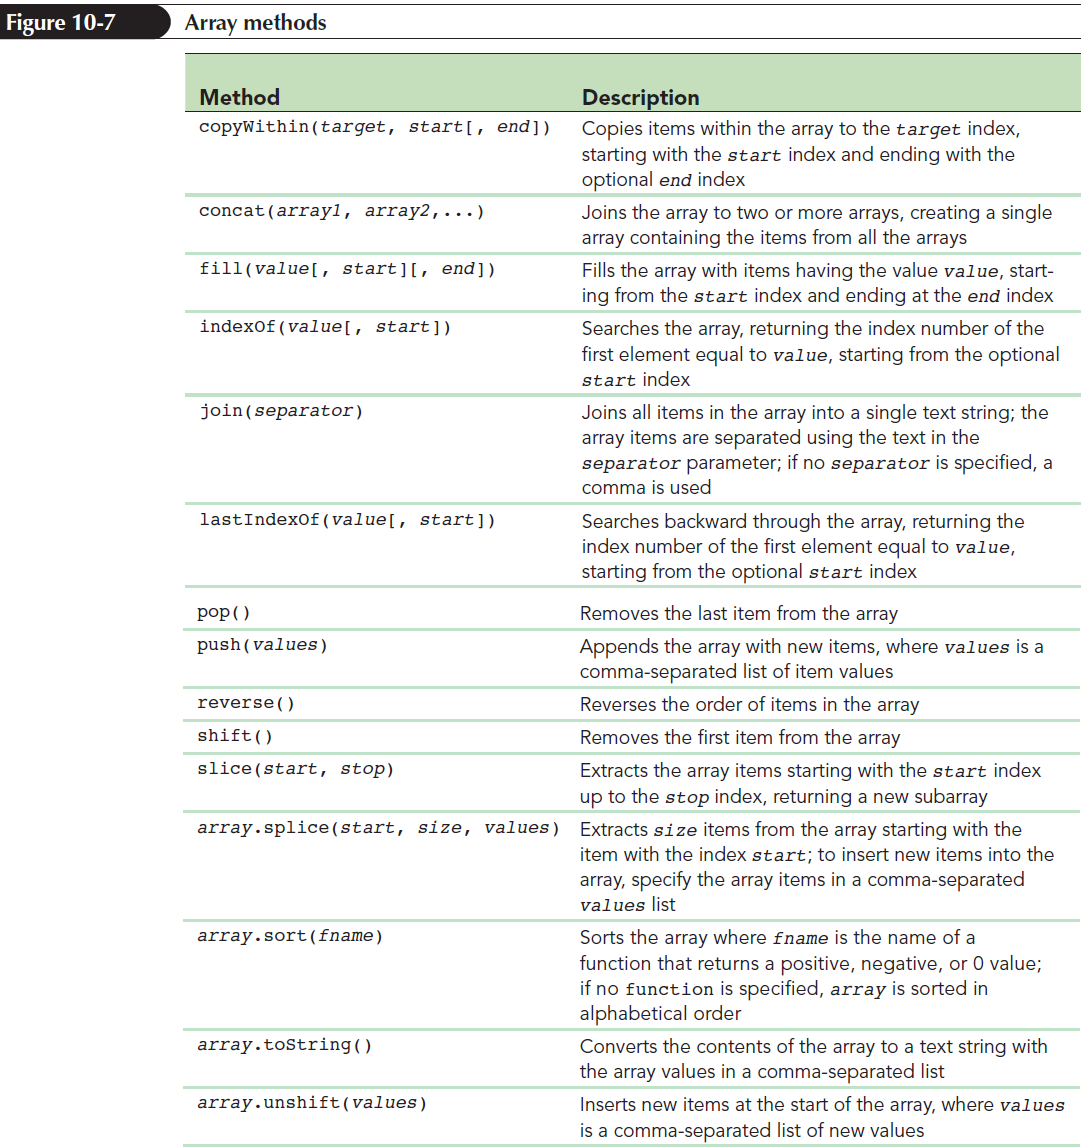 Figure 10-7 Array methods
Method Description
copyWithin(target, start[, end]) Copies items within the array to the target index,
starting with the start index and ending with the
optional end index
concat(array1, array2,...) Joins the array to two or more arrays, creating a single
array containing the items from all the arrays
fill(value[, start][, end]) Fills the array with items having the value value, start-
ing from the start index and ending at the end index
indexOf(value[, start]) Searches the array, returning the index number of the
first element equal to value, starting from the optional
start index
join(separator) Joins all items in the array into a single text string; the
array items are separated using the text in the
separator parameter; if no separator is specified, a
comma is used
lastIndexOf(value[, start]) Searches backward through the array, returning the
index number of the first element equal to value,
starting from the optional start index
pop() Removes the last item from the array
push(values) Appends the array with new items, where values is a
comma-separated list of item values
reverse() Reverses the order of items in the array
shift() Removes the first item from the array
slice(start, stop) Extracts the array items starting with the start index
up to the stop index, returning a new subarray
array.splice(start, size, values) Extracts size items from the array starting with the
item with the index start; to insert new items into the
array, specify the array items in a comma-separated
values list
array.sort(fname) Sorts the array where fname is the name of a
function that returns a positive, negative, or 0 value;
if no function is specified, array is sorted in
alphabetical order
array.toString() Converts the contents of the array to a text string with
the array values in a comma-separated list
array.unshift(values) Inserts new items at the start of the array, where values
is a comma-separated list of new values